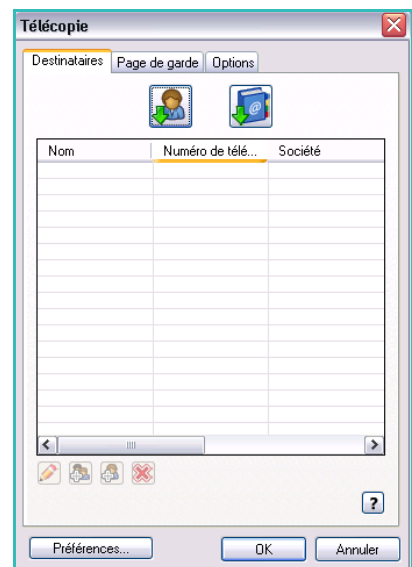 Télécopie
Destinataires Page de garde Options
@
Nom Numéro de télé... Société
?
Préférences... OK Annuler